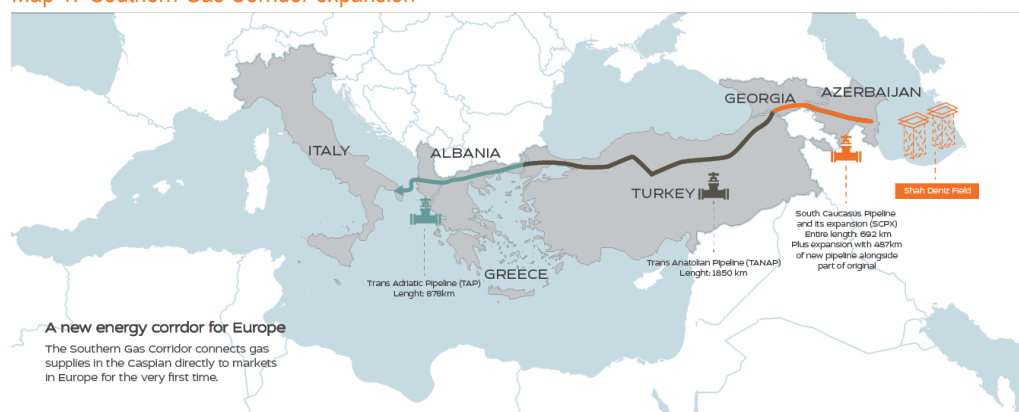 Map 1: Southern Gas Corridor expansion
GEORGIA
AZERBAIJAN
ITALY
ALBANIA
TURKEY
GREECE
Shah Deniz Field
South Caucasus Pipeline
and its expansion (SCPX)
Entire length: 692 km
Plus expansion with 487km
of new pipeline alongside
part of original
Trans Anatolian Pipeline (TANAP)
Lenght: 1850 km
Trans Adriatic Pipeline (TAP)
Lenght: 878km
A new energy corrdor for Europe
The Southern Gas Corridor connects gas
supplies in the Caspian directly to markets
in Europe for the very first time.